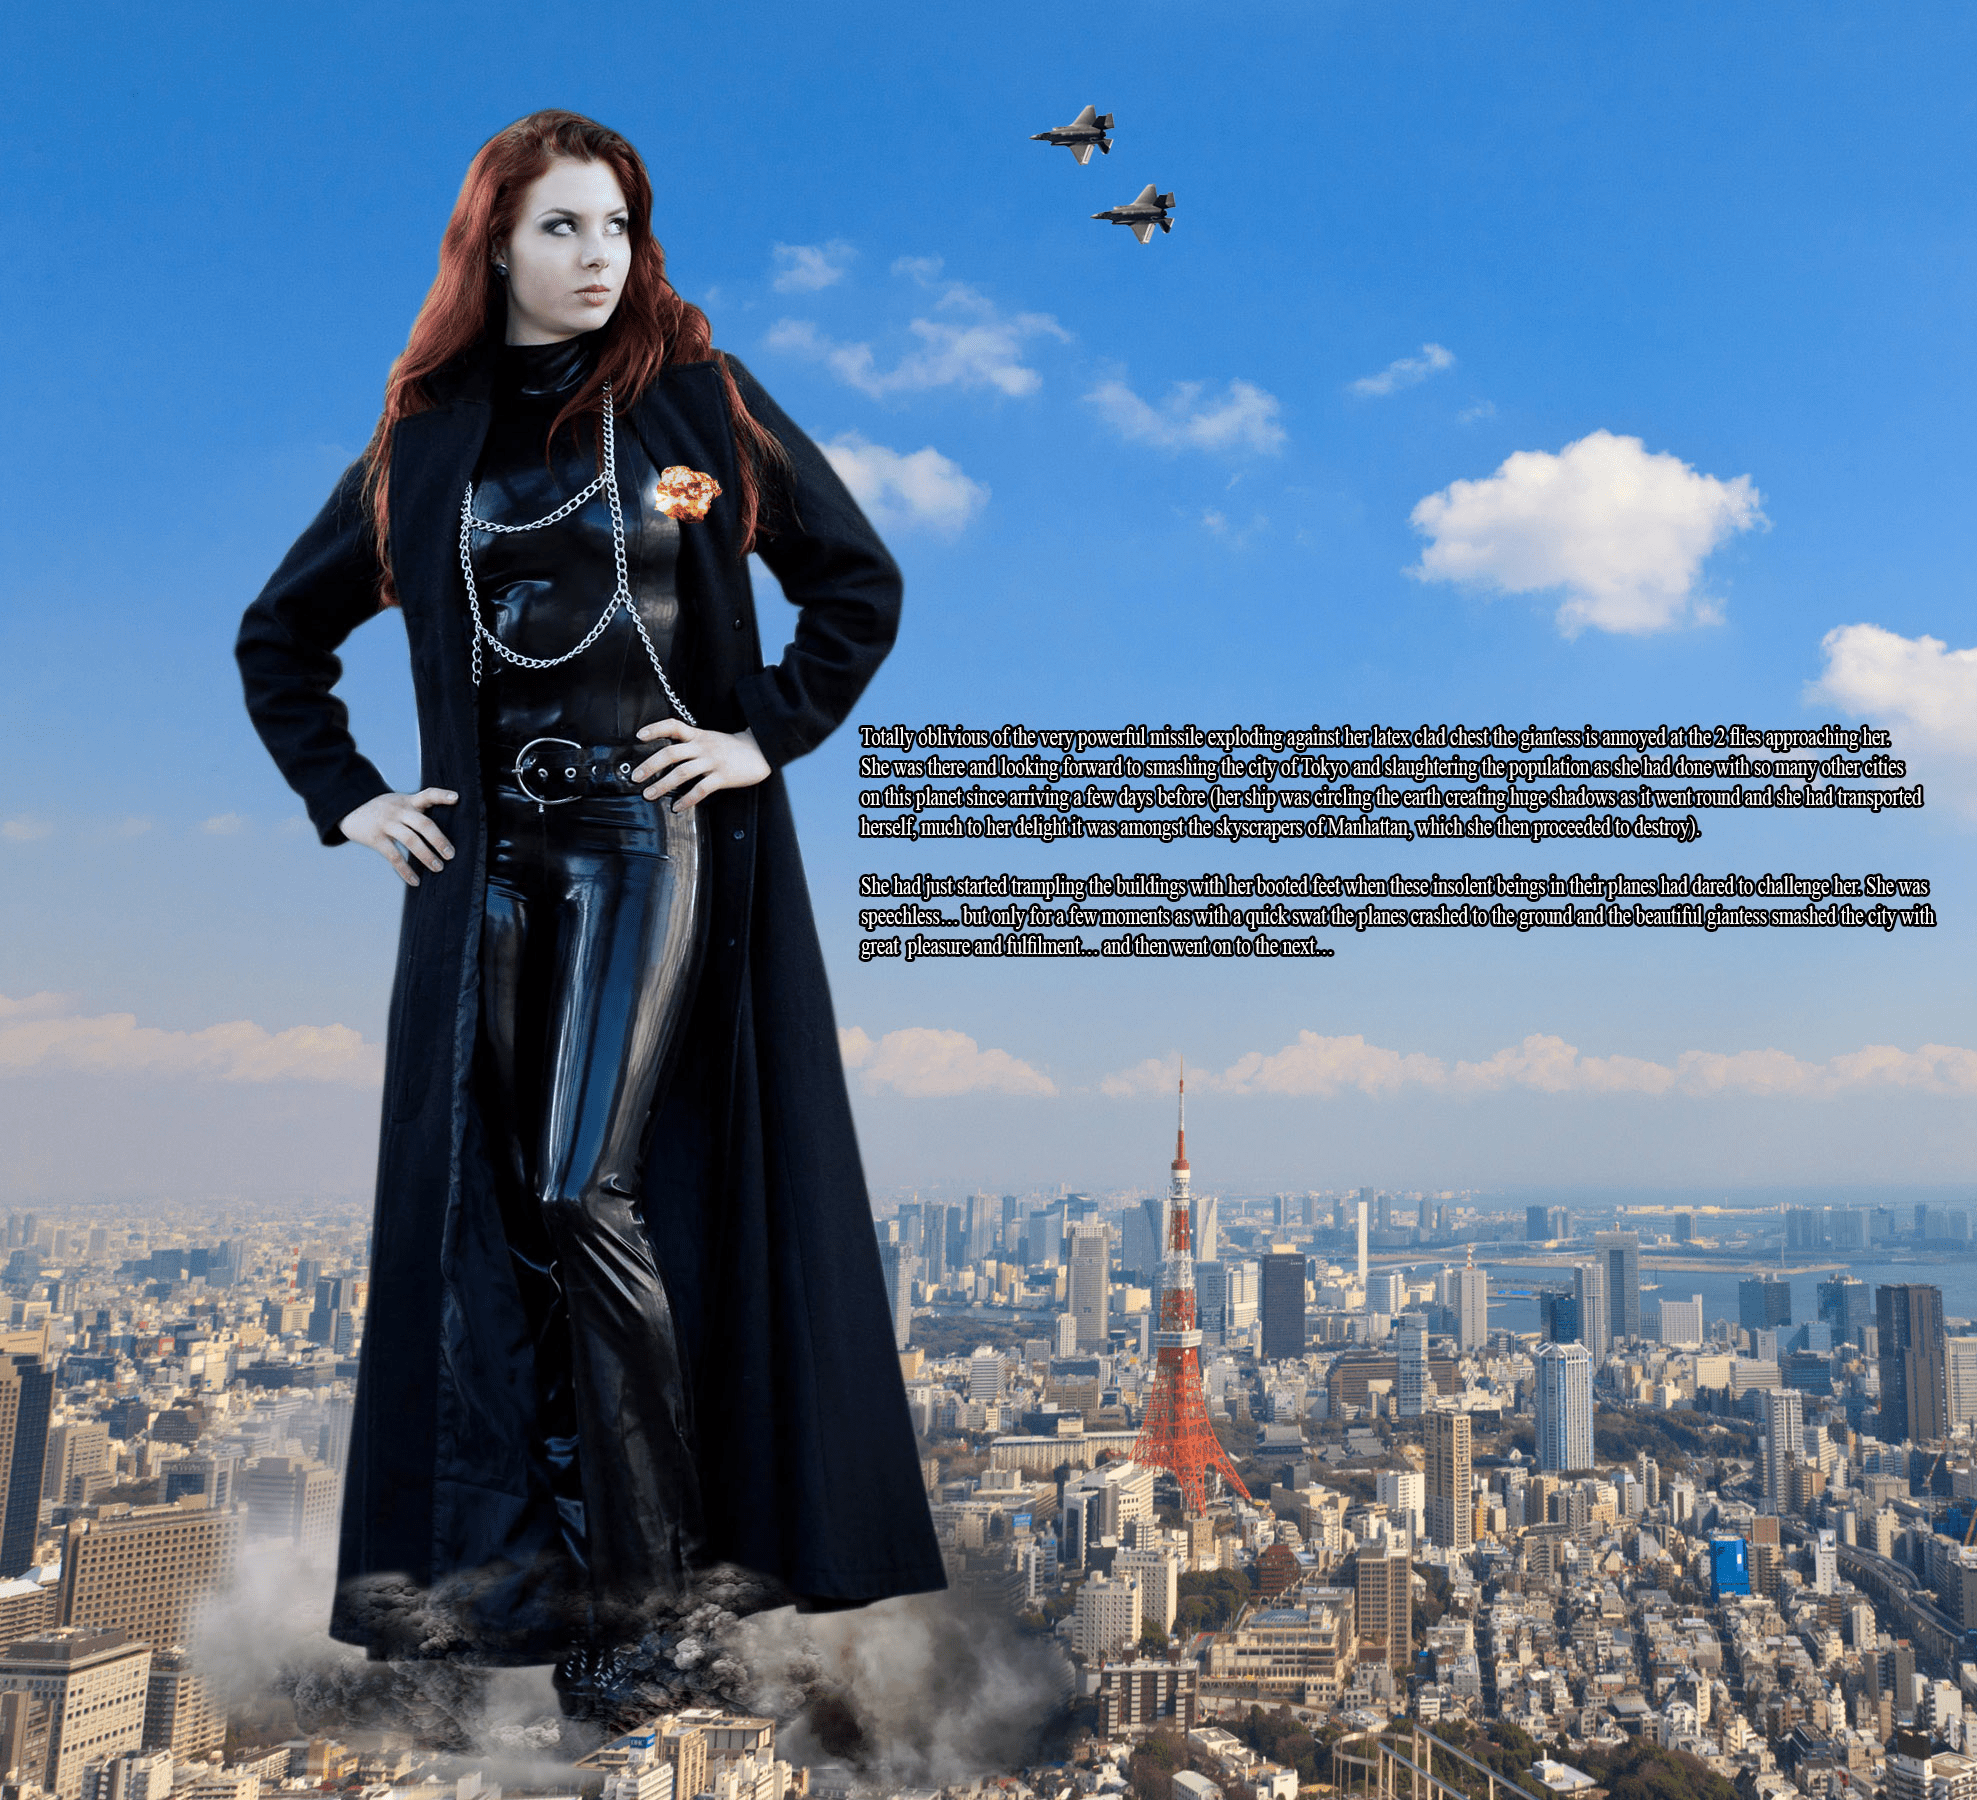 Totally oblivious of the very powerful missile exploding against her latex clad chest the giantess is annoyed at the 2 flies approaching her.
She was there and looking forward to smashing the city of Tokyo and slaughtering the population as she had done with so many other cities
on this planet since arriving a few days before (her ship was circling the earth creating huge shadows as it went round and she had transported
herself, much to her delight it was amongst the skyscrapers of Manhattan, which she then proceeded to destroy).
She had just started trampling the buildings with her booted feet when these insolent beings in their planes had dared to challenge her. She was
speechless... but only for a few moments as with a quick swat the planes crashed to the ground and the beautiful giantess smashed the city with
great pleasure and fulfilment... and then went on to the next...